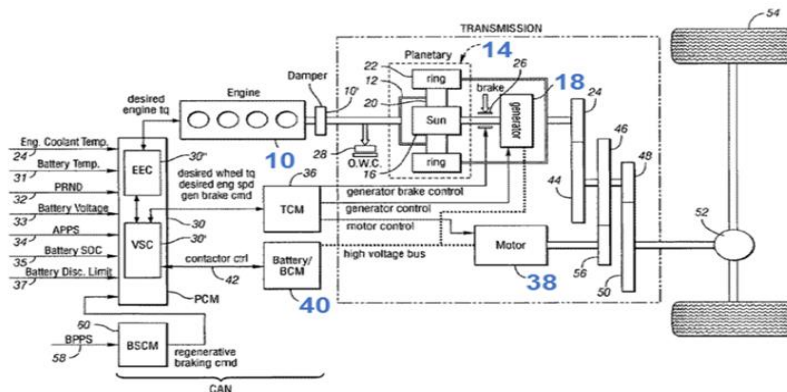 TRANSMISSION
54
Planetary
14
22
ring
12
20
Sun
16
ring
26
brake
18
generator
24
46
48
44
56
50
52
Damper
10'
Engine
10
desired
engine tq
28
O.W.C.
Eng. Coolant Temp.
24
Battery Temp.
31
PRND
32
Battery Voltage
33
APPS
34
Battery SOC
35
Battery Disc. Limit
37
EEC
30"
VSC
30
30'
PCM
desired wheel tq
desired eng spd
gen brake cmd
36
TCM
generator brake control
generator control
motor control
contactor ctrl
42
Battery/
BCM
40
high voltage bus
Motor
38
60
BPPS
58
BSCM
regenerative
braking cmd
CAN